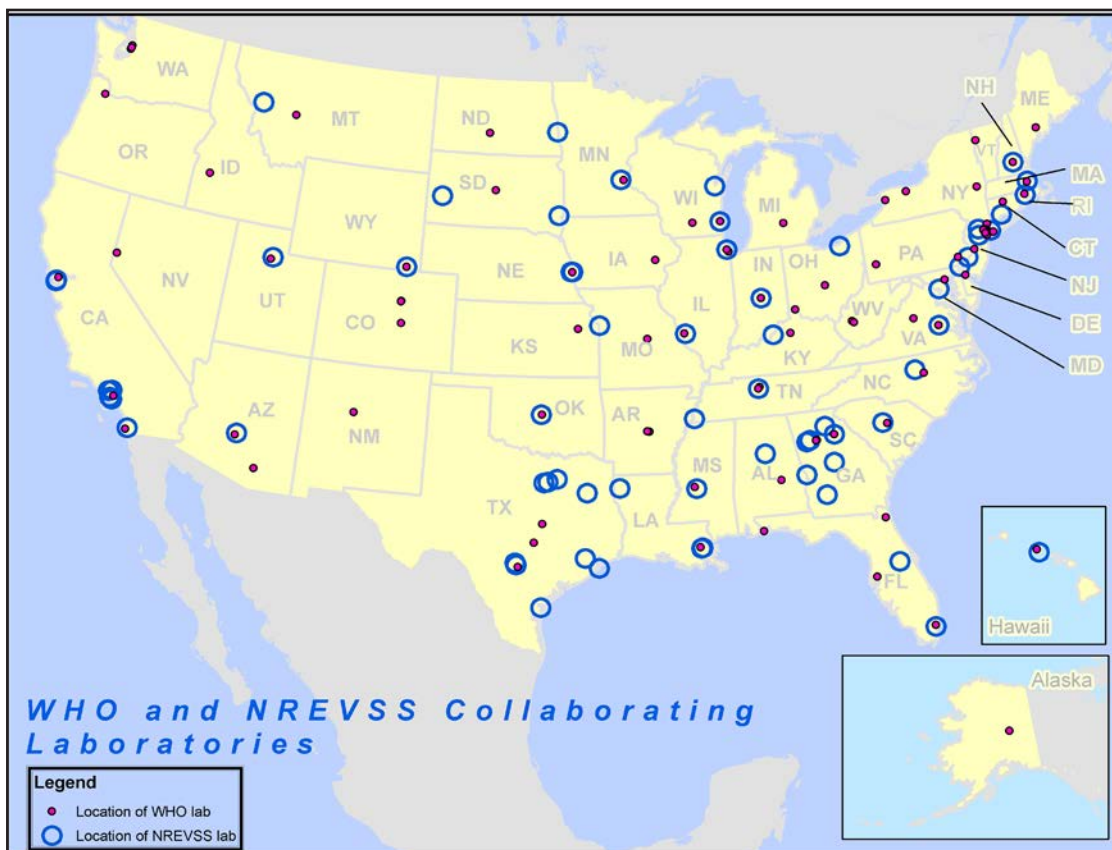 WA
MT
ND
MN
OR
ID
SD
WI
MI
WY
NE
IA
NV
UT
CO
CA
KS
MO
IL
IN
OH
PA
NY
VT
NH
ME
MA
RI
CT
NJ
DE
MD
WV
VA
KY
NC
TN
SC
AZ
NM
OK
AR
TX
LA
MS
AL
GA
FL
Hawaii
Alaska
WHO and NREVSS Collaborating
Laboratories
Legend
Location of WHO lab
Location of NREVSS lab